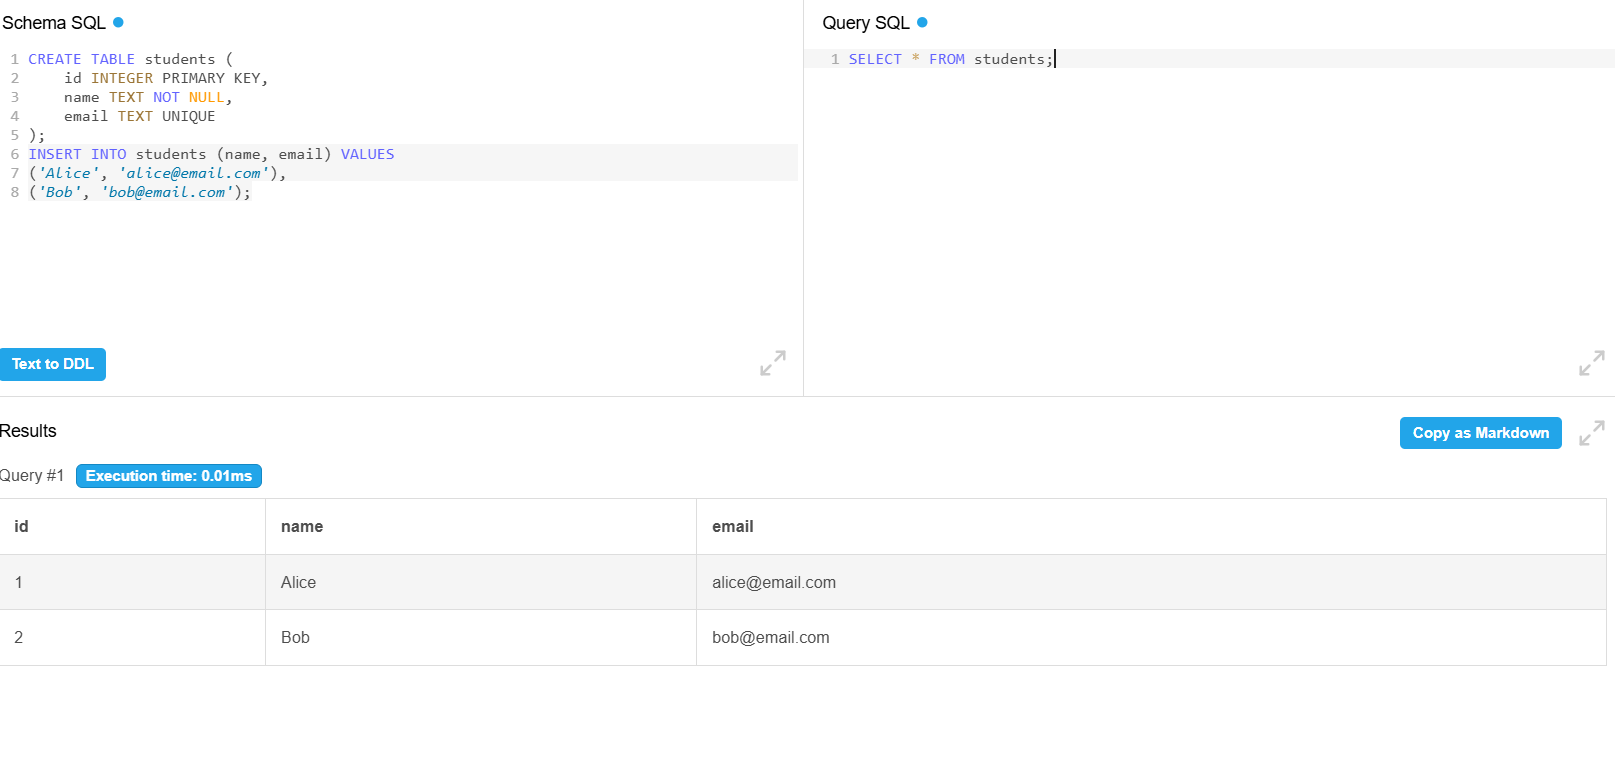 Schema SQL
1 CREATE TABLE students (
2     id INTEGER PRIMARY KEY,
3     name TEXT NOT NULL,
4     email TEXT UNIQUE
5 );
6 INSERT INTO students (name, email) VALUES
7 ('Alice', 'alice@email.com'),
8 ('Bob', 'bob@email.com');
Text to DDL
Query SQL
1 SELECT * FROM students;
Results
Copy as Markdown
Query #1 Execution time: 0.01ms
id name email
1 Alice alice@email.com
2 Bob bob@email.com